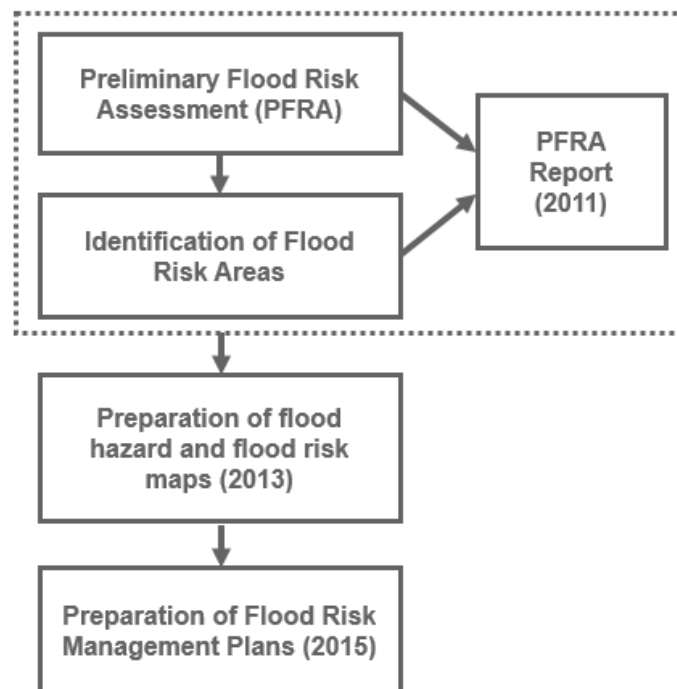 Preliminary Flood Risk
Assessment (PFRA)
PFRA
Report
(2011)
Identification of Flood
Risk Areas
Preparation of flood
hazard and flood risk
maps (2013)
Preparation of Flood Risk
Management Plans (2015)